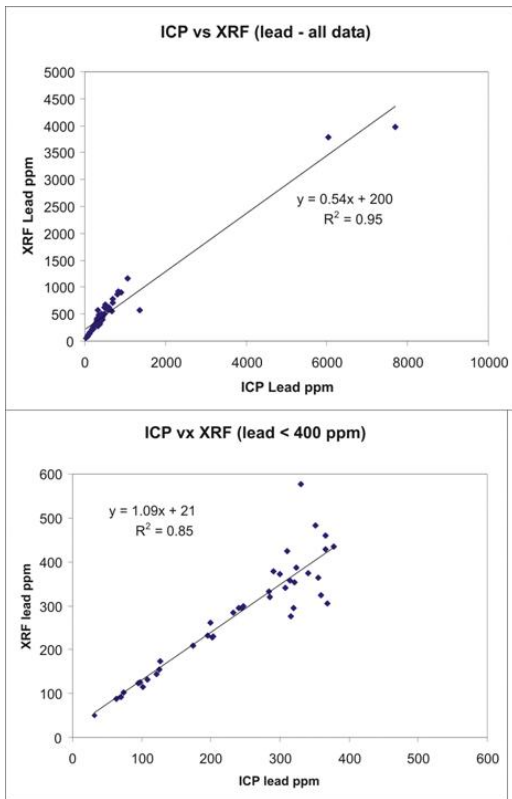 ICP vs XRF (lead - all data)
5000
4500
4000
3500
3000
2500
2000
1500
1000
500
0
XRF Lead ppm
y = 0.54x + 200
R² = 0.95
0 2000 4000 6000 8000 10000
ICP Lead ppm
ICP vx XRF (lead < 400 ppm)
600
500
400
300
200
100
0
XRF lead ppm
y = 1.09x + 21
R² = 0.85
0 100 200 300 400 500 600
ICP lead ppm